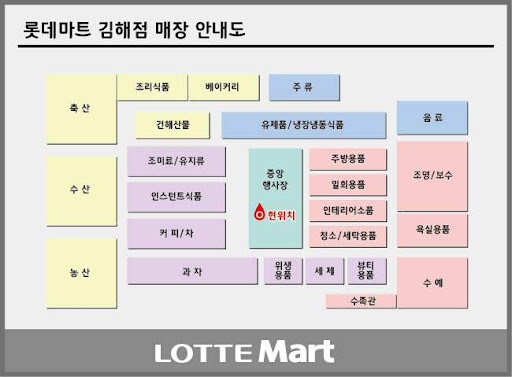 롯데마트 김해점 매장 안내도
축 산
조리식품
베이커리
주 류
건해산물
유제품/냉장냉동식품
음 료
수 산
조미료/유지류
인스턴트식품
커 피/차
중앙
행사장
현위치
주방용품
일회용품
인테리어소품
청소/세탁용품
조명/보수
욕실용품
농 산
과 자
위생
용품
세 제
뷰티
용품
수 예
수족관
LOTTE Mart